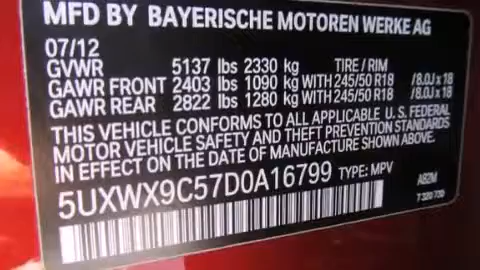 MFD BY BAYERISCHE MOTOREN WERKE AG
07/12
GVWR 5137 lbs 2330 kg TIRE / RIM
GAWR FRONT 2403 lbs 1090 kg WITH 245/50 R18 /8.0J x 18
GAWR REAR 2822 lbs 1280 kg WITH 245/50 R18 /8.0J x 18
THIS VEHICLE CONFORMS TO ALL APPLICABLE U. S. FEDERAL
MOTOR VEHICLE SAFETY AND THEFT PREVENTION STANDARDS
IN EFFECT ON THE DATE OF MANUFACTURE SHOWN ABOVE.
5UXWX9C57D0A16799 TYPE: MPV